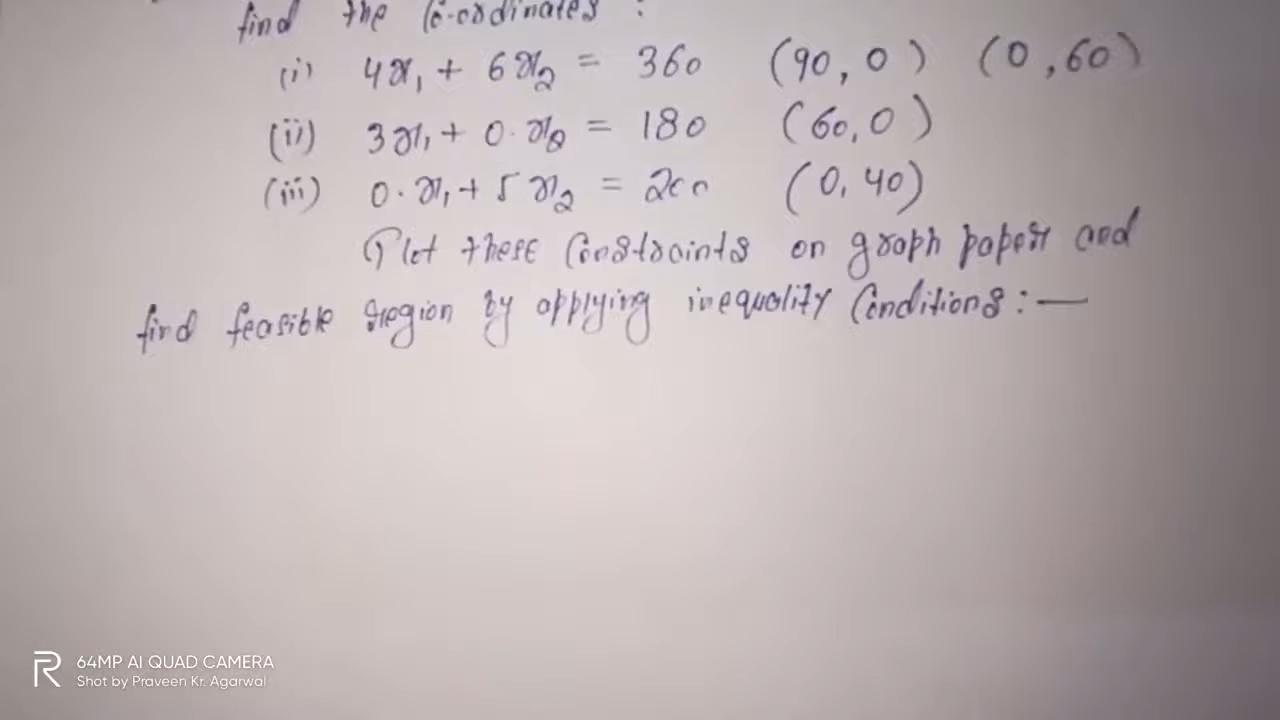 find the Co-ordinates :
(i) 4x₁ + 6x₂ = 360 (90, 0) (0, 60)
(ii) 3x₁ + 0.x₂ = 180 (60, 0)
(iii) 0.x₁ + 5x₂ = 200 (0, 40)
Plot these Constraints on graph paper and
find feasible region by applying inequality Conditions : —
64MP AI QUAD CAMERA
Shot by Praveen Kr. Agarwal